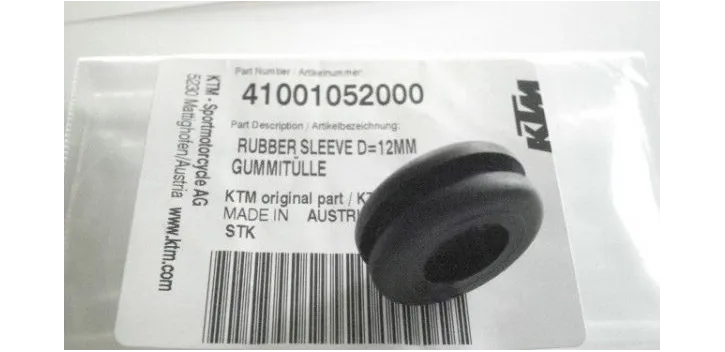 Part Number / Artikelnummer:
41001052000
Part Description / Artikelbezeichnung:
RUBBER SLEEVE D=12MM
GUMMITÜLLE
KTM original part / KT
MADE IN AUSTRI
STK
KTM - Sportmotorcycle AG
5230 Mattighofen/Austria
www.ktm.com
KTM